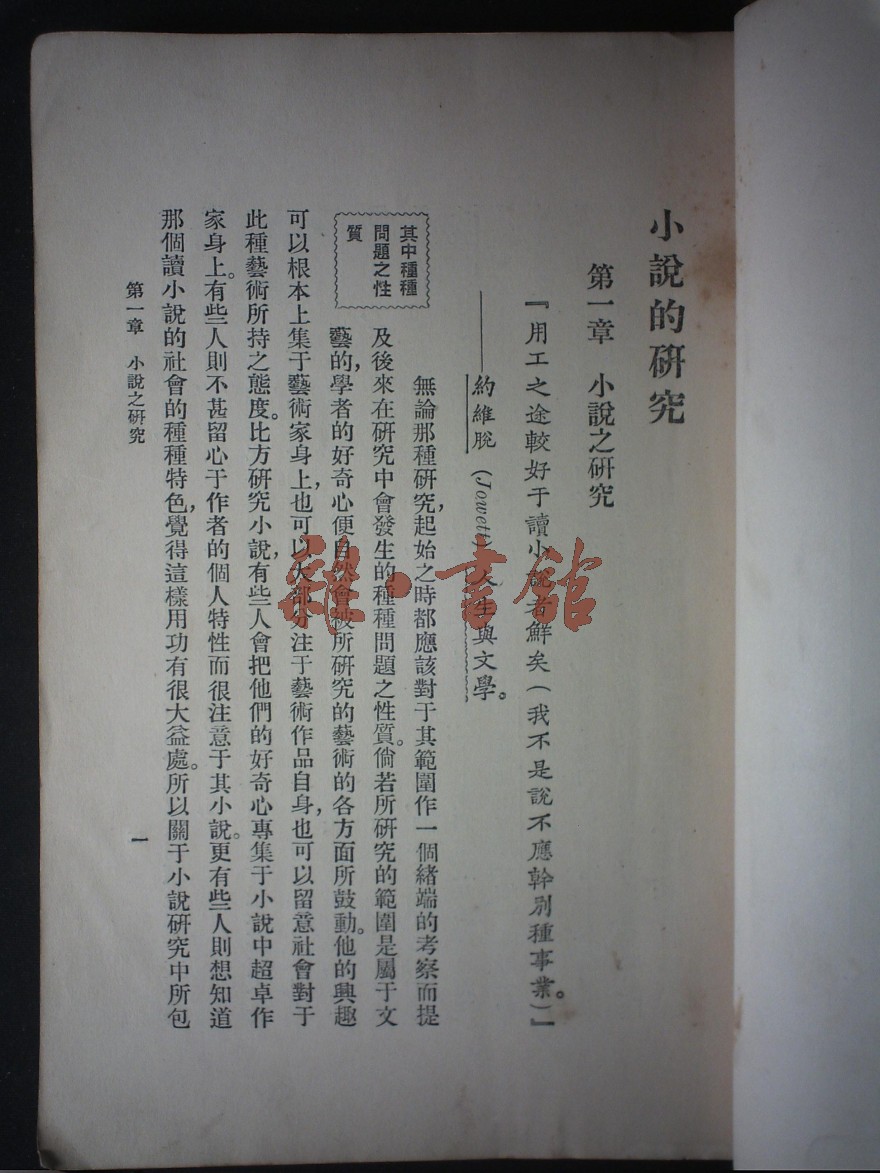 小說的研究
第一章　小說之研究
『用工之途較好于讀小說者鮮矣(我不是說不應幹別種事業。)』
——約維脫(Jowett)人生與文學。
無論那種研究，起始之時都應該對于其範圍作一個緒端的考察而提
及後來在研究中會發生的種種問題之性質。倘若所研究的範圍是屬于文
其中種種
問題之性
質
藝的，學者的好奇心便自然會被所研究的藝術的各方面所鼓動。他的興趣
可以根本上集于藝術家身上，也可以大部分注于藝術作品自身，也可以留意社會對于
此種藝術所持之態度。比方研究小說，有些人會把他們的好奇心專集于小說中超卓作
家身上。有些人則不甚留心于作者的個人特性而很注意于其小說。更有些人則想知道
那個讀小說的社會的種種特色，覺得這樣用功有很大益處。所以關于小說研究中所包
第一章　小說之研究
一
雜·書館